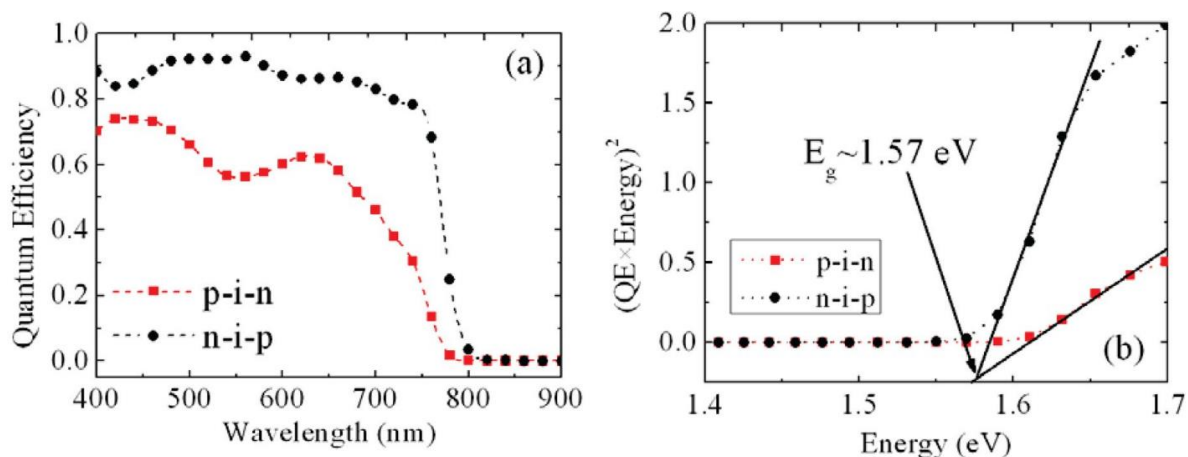 1.0
0.8
0.6
0.4
0.2
0.0
Quantum Efficiency
(a)
p-i-n
n-i-p
400 500 600 700 800 900
Wavelength (nm)
2.0
1.5
1.0
0.5
0.0
(QE×Energy)²
E_g~1.57 eV
p-i-n
n-i-p
(b)
1.4 1.5 1.6 1.7
Energy (eV)